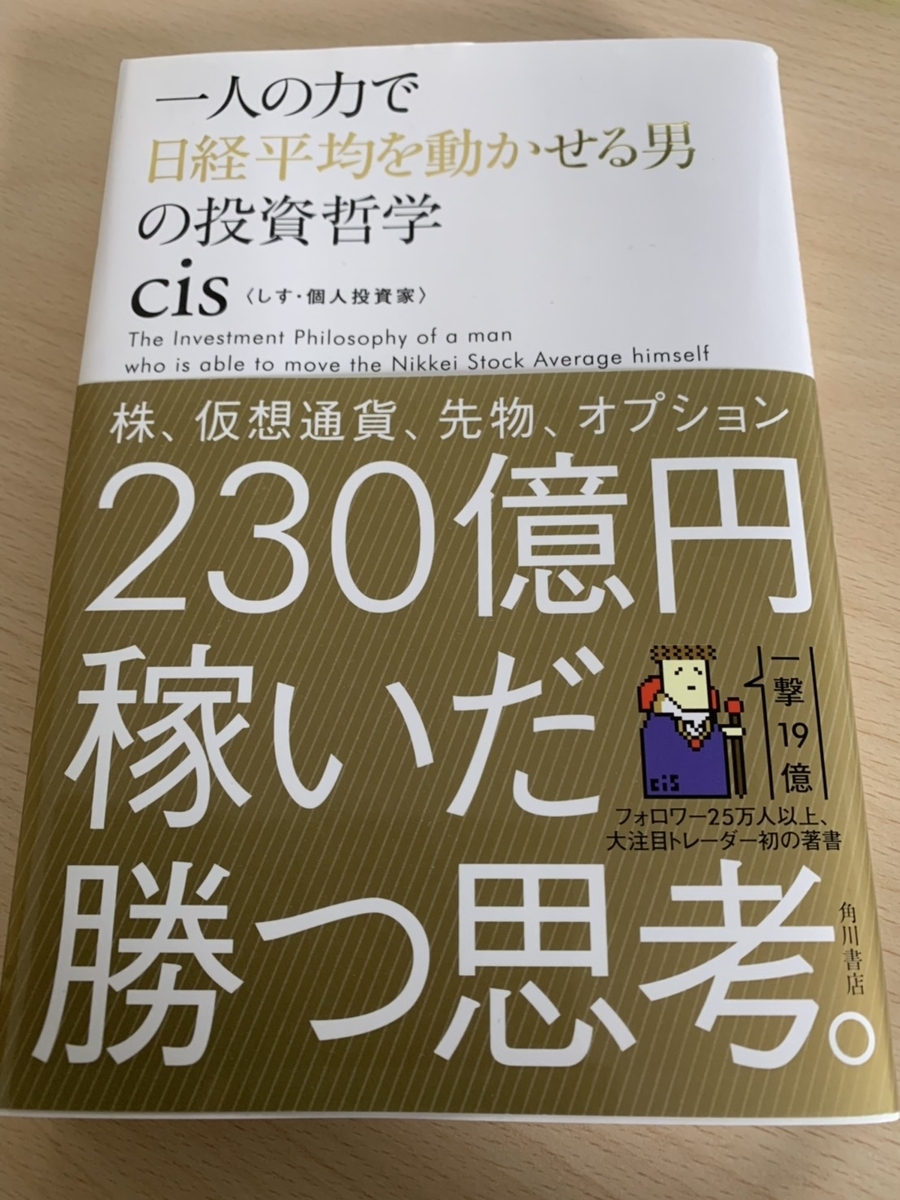 一人の力で
日経平均を動かせる男
の投資哲学
cis〈しす・個人投資家〉
The Investment Philosophy of a man
who is able to move the Nikkei Stock Average himself
株、仮想通貨、先物、オプション
230億円
稼いだ
勝つ思考。
一撃19億
cis
フォロワー25万人以上、
大注目トレーダー初の著書
角川書店